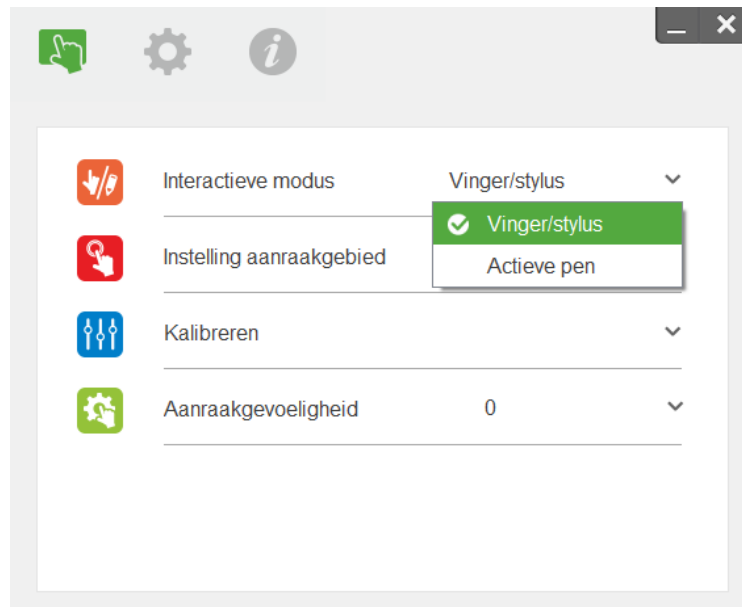 Interactieve modus Vinger/stylus
Vinger/stylus
Instelling aanraakgebied
Actieve pen
Kalibreren
Aanraakgevoeligheid 0